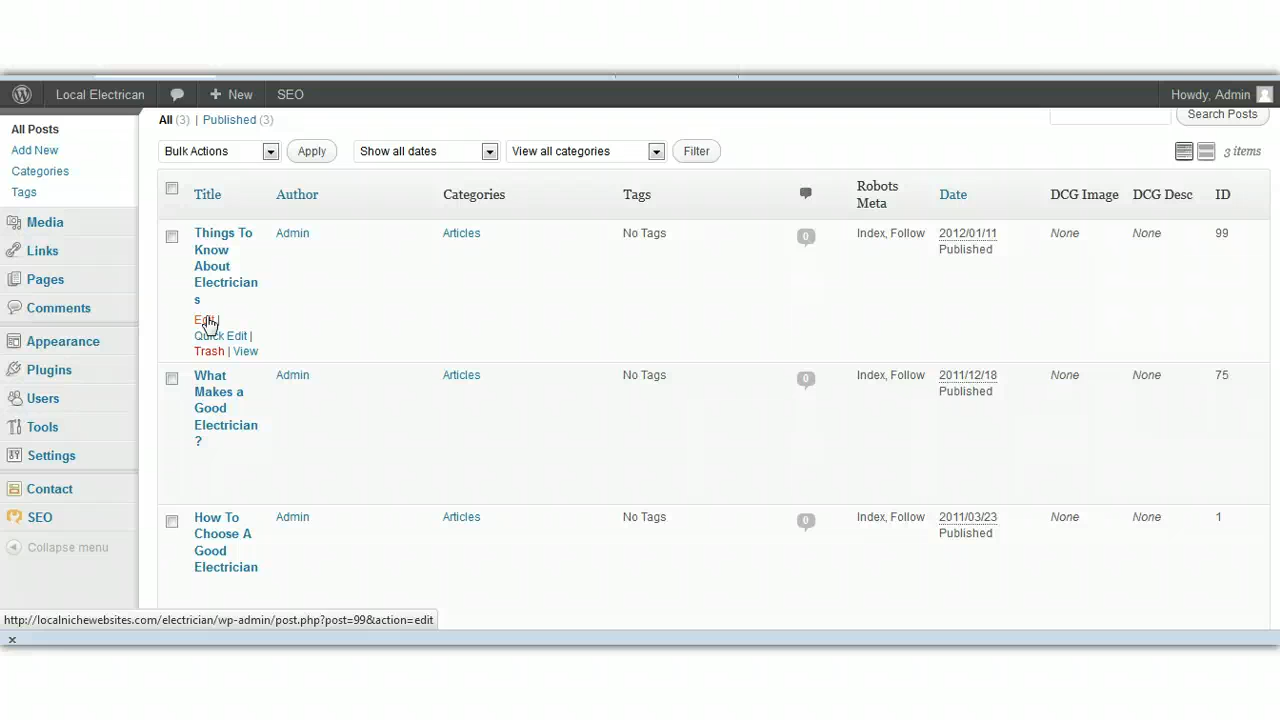 Local Electrican
New
SEO
Howdy, Admin
All Posts
Add New
Categories
Tags
Media
Links
Pages
Comments
Appearance
Plugins
Users
Tools
Settings
Contact
SEO
Collapse menu
All (3) | Published (3)
Search Posts
Bulk Actions Apply Show all dates View all categories Filter 3 items
Title Author Categories Tags Robots Meta Date DCG Image DCG Desc ID
Things To
Know
About
Electrician
s
Admin Articles No Tags 0 Index, Follow 2012/01/11 None None 99
Published
Edit |
Quick Edit |
Trash | View
What
Makes a
Good
Electrician
?
Admin Articles No Tags 0 Index, Follow 2011/12/18 None None 75
Published
How To
Choose A
Good
Electrician
Admin Articles No Tags 0 Index, Follow 2011/03/23 None None 1
Published
http://localnichewebsites.com/electrician/wp-admin/post.php?post=99&action=edit